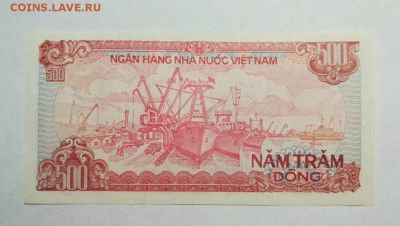 COINS.LAVE.RU
NGÂN HÀNG NHÀ NƯỚC VIỆT NAM
500
500
500
NĂM TRĂM
ĐỒNG